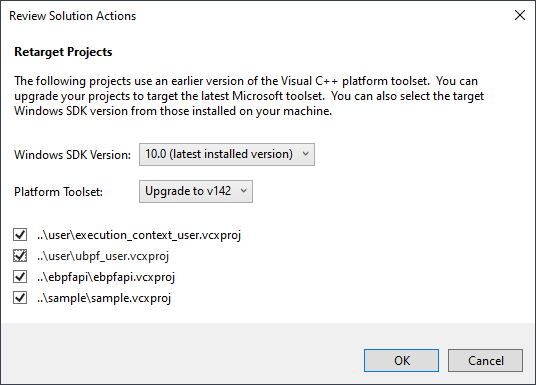 Review Solution Actions
Retarget Projects
The following projects use an earlier version of the Visual C++ platform toolset.  You can
upgrade your projects to target the latest Microsoft toolset.  You can also select the target
Windows SDK version from those installed on your machine.
Windows SDK Version: 10.0 (latest installed version)
Platform Toolset: Upgrade to v142
..\user\execution_context_user.vcxproj
..\user\ubpf_user.vcxproj
..\ebpfapi\ebpfapi.vcxproj
..\sample\sample.vcxproj
OK Cancel